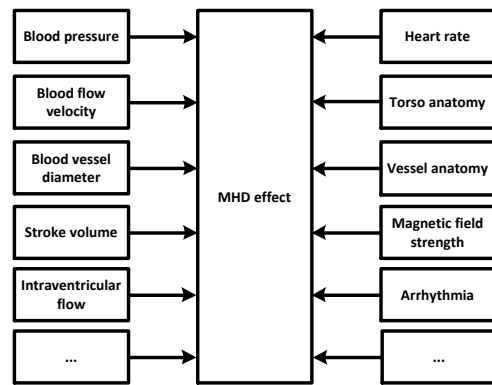 Blood pressure
Blood flow
velocity
Blood vessel
diameter
Stroke volume
Intraventricular
flow
...
MHD effect
Heart rate
Torso anatomy
Vessel anatomy
Magnetic field
strength
Arrhythmia
...